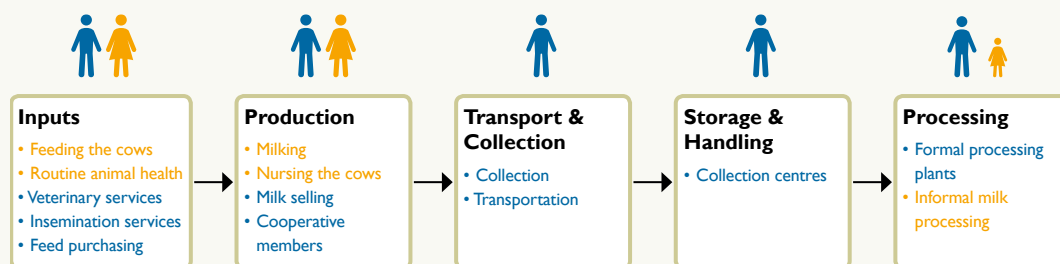 Inputs
• Feeding the cows
• Routine animal health
• Veterinary services
• Insemination services
• Feed purchasing
Production
• Milking
• Nursing the cows
• Milk selling
• Cooperative
members
Transport &
Collection
• Collection
• Transportation
Storage &
Handling
• Collection centres
Processing
• Formal processing
plants
• Informal milk
processing